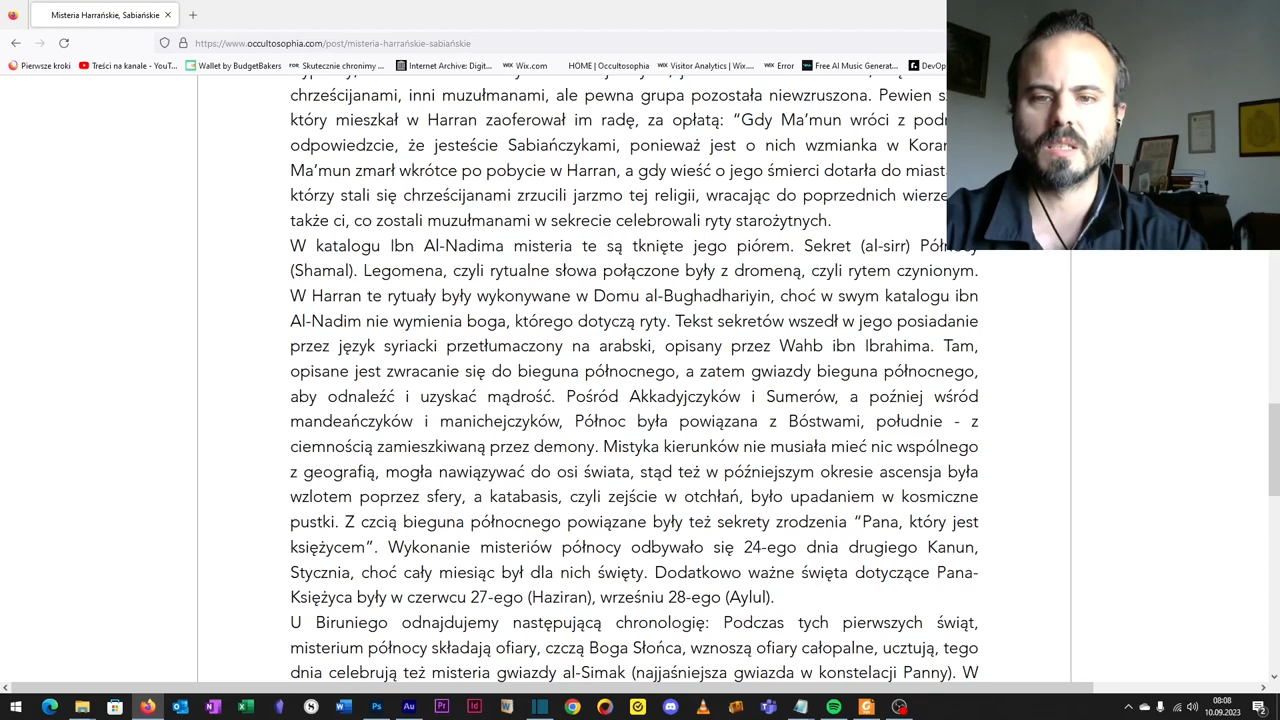 Misteria Harrańskie, Sabiańskie
https://www.occultosophia.com/post/misteria-harrańskie-sabiańskie
Pierwsze kroki Treści na kanale - YouT... Wallet by BudgetBakers Skutecznie chronimy ... Internet Archive: Digit... Wix.com HOME | Occultosophia Visitor Analytics | Wix.... Error Free AI Music Generat... DevOp
chrześcijanami, inni muzułmanami, ale pewna grupa pozostała niewzruszona. Pewien
który mieszkał w Harran zaoferował im radę, za opłatą: “Gdy Ma’mun wróci z
odpowiedzcie, że jesteście Sabiańczykami, ponieważ jest o nich wzmianka w
Ma’mun zmarł wkrótce po pobycie w Harran, a gdy wieść o jego śmierci dotarła do
którzy stali się chrześcijanami zrzucili jarzmo tej religii, wracając do poprzednich
także ci, co zostali muzułmanami w sekrecie celebrowali ryty starożytnych.
W katalogu Ibn Al-Nadima misteria te są tknięte jego piórem. Sekret (al-sirr)
(Shamal). Legomena, czyli rytualne słowa połączone były z dromeną, czyli rytem czynionym.
W Harran te rytuały były wykonywane w Domu al-Bughadhariyin, choć w swym katalogu ibn
Al-Nadim nie wymienia boga, którego dotyczą ryty. Tekst sekretów wszedł w jego posiadanie
przez język syriacki przetłumaczony na arabski, opisany przez Wahb ibn Ibrahima. Tam,
opisane jest zwracanie się do bieguna północnego, a zatem gwiazdy bieguna północnego,
aby odnaleźć i uzyskać mądrość. Pośród Akkadyjczyków i Sumerów, a poźniej wśród
mandeańczyków i manichejczyków, Północ była powiązana z Bóstwami, południe - z
ciemnością zamieszkiwaną przez demony. Mistyka kierunków nie musiała mieć nic wspólnego
z geografią, mogła nawiązywać do osi świata, stąd też w późniejszym okresie ascensja była
wzlotem poprzez sfery, a katabasis, czyli zejście w otchłań, było upadaniem w kosmiczne
pustki. Z czcią bieguna północnego powiązane były też sekrety zrodzenia “Pana, który jest
księżycem”. Wykonanie misteriów północy odbywało się 24-ego dnia drugiego Kanun,
Stycznia, choć cały miesiąc był dla nich święty. Dodatkowo ważne święta dotyczące Pana-
Księżyca były w czerwcu 27-ego (Haziran), wrześniu 28-ego (Aylul).
U Biruniego odnajdujemy następującą chronologię: Podczas tych pierwszych świąt,
misterium północy składają ofiary, czczą Boga Słońca, wznoszą ofiary całopalne, ucztują, tego
dnia celebrują też misteria gwiazdy al-Simak (najjaśniejsza gwiazda w konstelacji Panny). W
08:08
10.09.2023